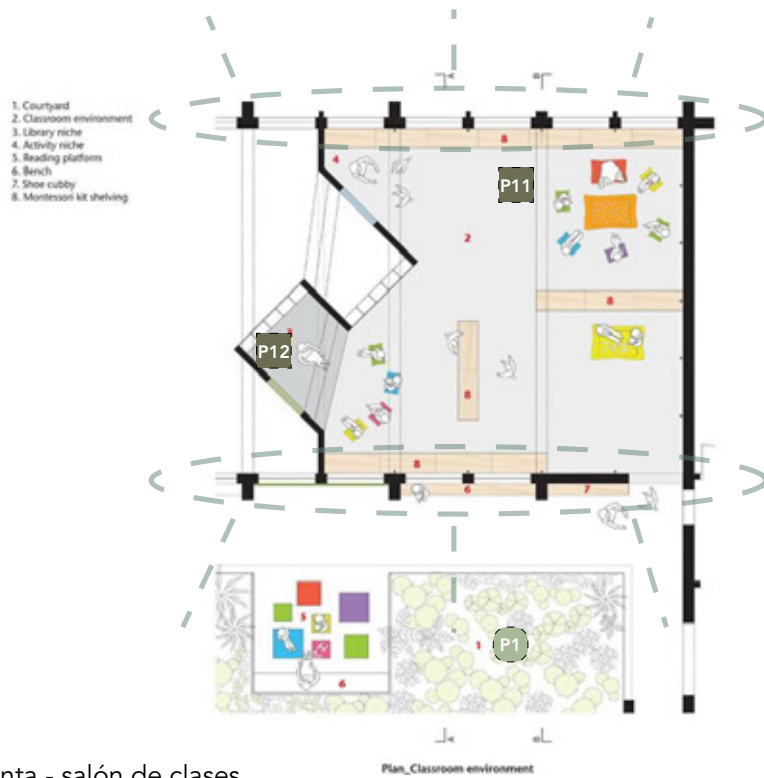 A
B
1. Courtyard
2. Classroom environment
3. Library niche
4. Activity niche
5. Reading platform
6. Bench
7. Shoe cubby
8. Montessori kit shelving
8
4
P11
2
8
3
P12
8
8
6
7
5
1
P1
6
A
B
nta - salón de clases
Plan_Classroom environment